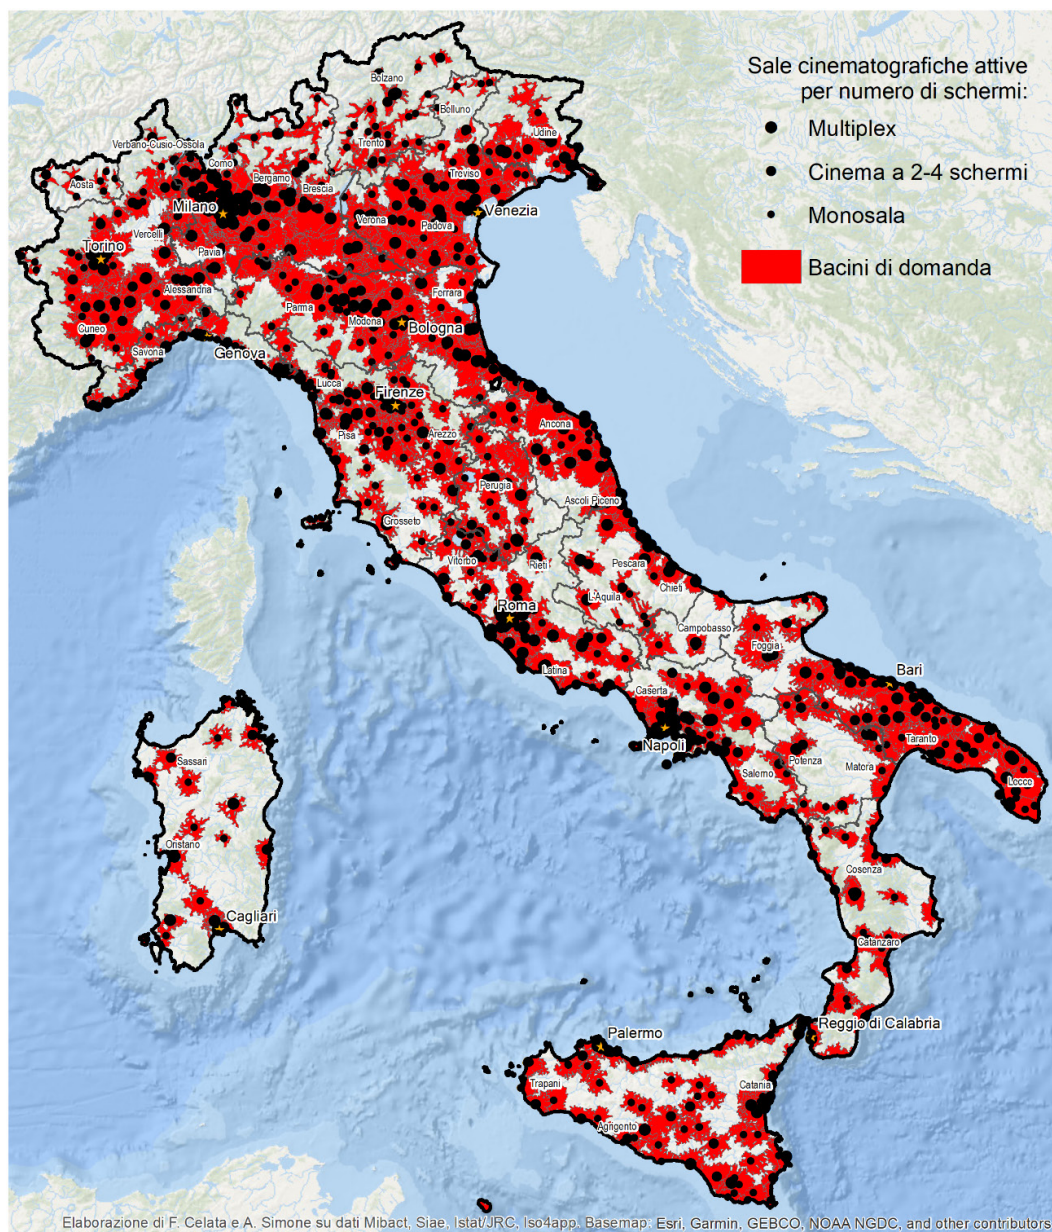 Sale cinematografiche attive
per numero di schermi:
Multiplex
Cinema a 2-4 schermi
Monosala
Bacini di domanda
Bolzano
Belluno
Udine
Trento
Verbano-Cusio-Ossola
Como
Bergamo
Treviso
Aosta
Brescia
Milano
Verona
Padova
Venezia
Vercelli
Torino
Pavia
Alessandria
Ferrara
Parma
Modena
Bologna
Cuneo
Savona
Genova
Lucca
Firenze
Ancona
Pisa
Arezzo
Perugia
Ascoli Piceno
Grosseto
Viterbo
Rieti
Pescara
Chieti
L'Aquila
Roma
Campobasso
Foggia
Latina
Bari
Caserta
Napoli
Taranto
Potenza
Matera
Salerno
Lecce
Sassari
Oristano
Cosenza
Cagliari
Catanzaro
Reggio di Calabria
Palermo
Trapani
Catania
Agrigento
Elaborazione di F. Celata e A. Simone su dati Mibact, Siae, Istat/JRC, Iso4app. Basemap: Esri, Garmin, GEBCO, NOAA NGDC, and other contributors